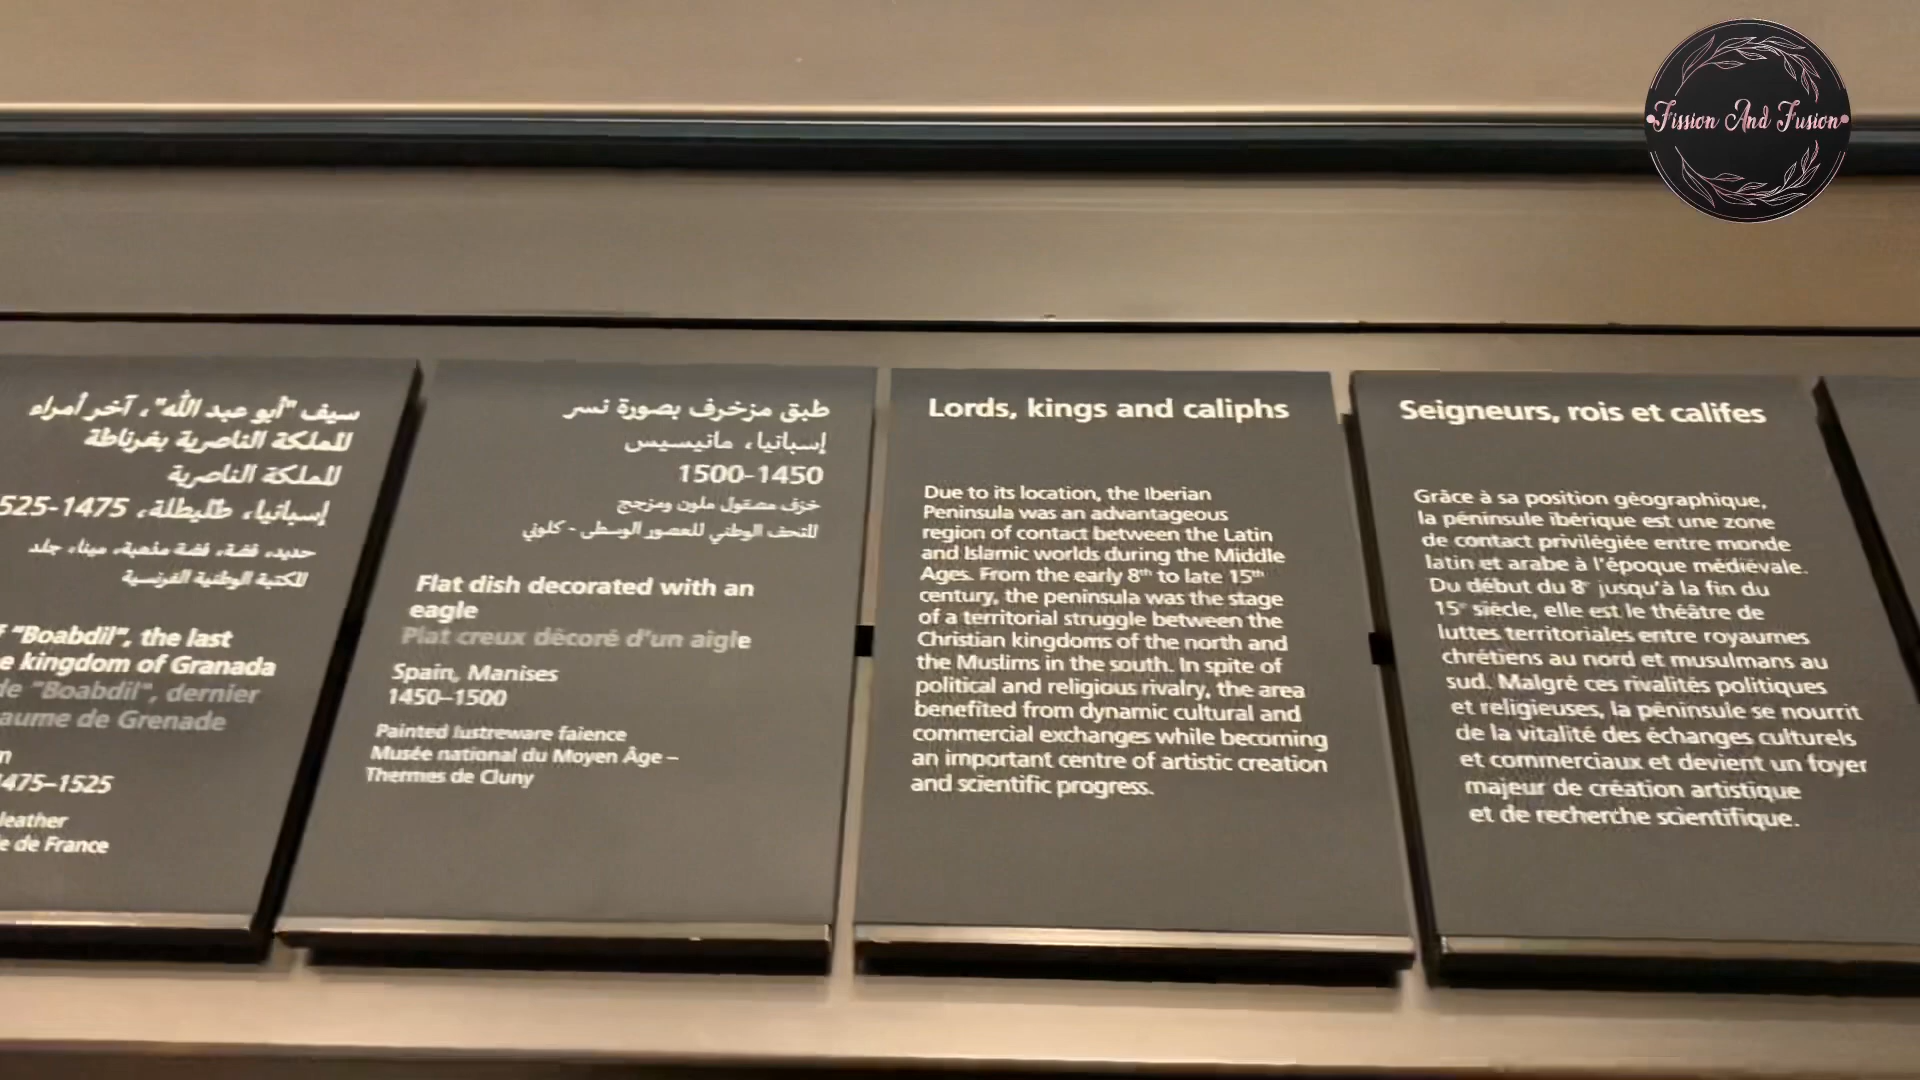 Fission And Fusion
سيف "أبو عبد الله"، آخر أمراء
المملكة الناصرية بغرناطة
المملكة الناصرية
إسبانيا، طليطلة، 1475-525
حديد، فضة، فضة مذهبة، ميناء، جلد
المكتبة الوطنية الفرنسية
"Boabdil", the last
kingdom of Granada
de "Boabdil", dernier
aume de Grenade
475–1525
leather
de France
طبق مزخرف بصورة نسر
إسبانيا، مانيسيس
1500-1450
خزف مصقول ملون ومزجج
المتحف الوطني للعصور الوسطى - كلوني
Flat dish decorated with an
eagle
Plat creux décoré d'un aigle
Spain, Manises
1450–1500
Painted lustreware faience
Musée national du Moyen Âge –
Thermes de Cluny
Lords, kings and caliphs
Due to its location, the Iberian
Peninsula was an advantageous
region of contact between the Latin
and Islamic worlds during the Middle
Ages. From the early 8th to late 15th
century, the peninsula was the stage
of a territorial struggle between the
Christian kingdoms of the north and
the Muslims in the south. In spite of
political and religious rivalry, the area
benefited from dynamic cultural and
commercial exchanges while becoming
an important centre of artistic creation
and scientific progress.
Seigneurs, rois et califes
Grâce à sa position géographique,
la péninsule ibérique est une zone
de contact privilégiée entre monde
latin et arabe à l'époque médiévale.
Du début du 8e jusqu'à la fin du
15e siècle, elle est le théâtre de
luttes territoriales entre royaumes
chrétiens au nord et musulmans au
sud. Malgré ces rivalités politiques
et religieuses, la péninsule se nourrit
de la vitalité des échanges culturels
et commerciaux et devient un foyer
majeur de création artistique
et de recherche scientifique.